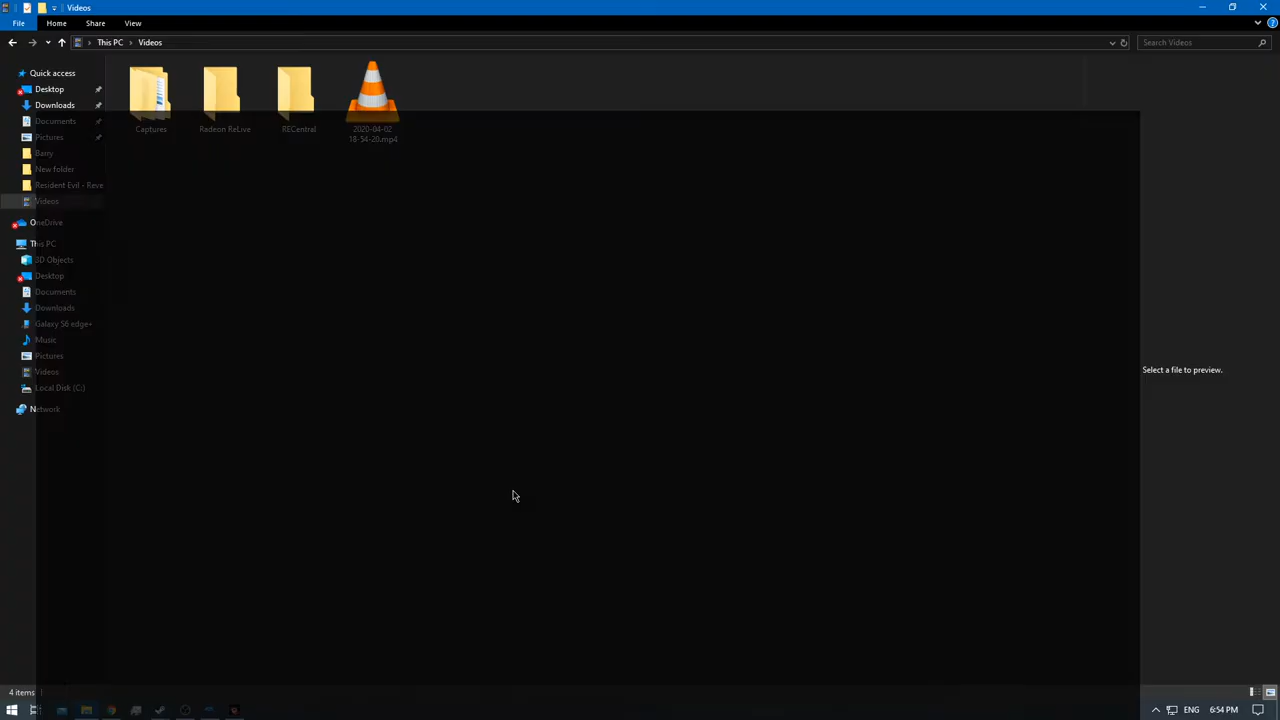 Videos
File Home Share View
This PC Videos
Search Videos
Quick access
Desktop
Downloads
Documents
Pictures
Barry
New folder
Resident Evil - Reve
Videos
OneDrive
This PC
3D Objects
Desktop
Documents
Downloads
Galaxy S6 edge+
Music
Pictures
Videos
Local Disk (C:)
Network
Captures
Radeon ReLive
RECentral
2020-04-02
18-54-20.mp4
Select a file to preview.
4 items
ENG 6:54 PM